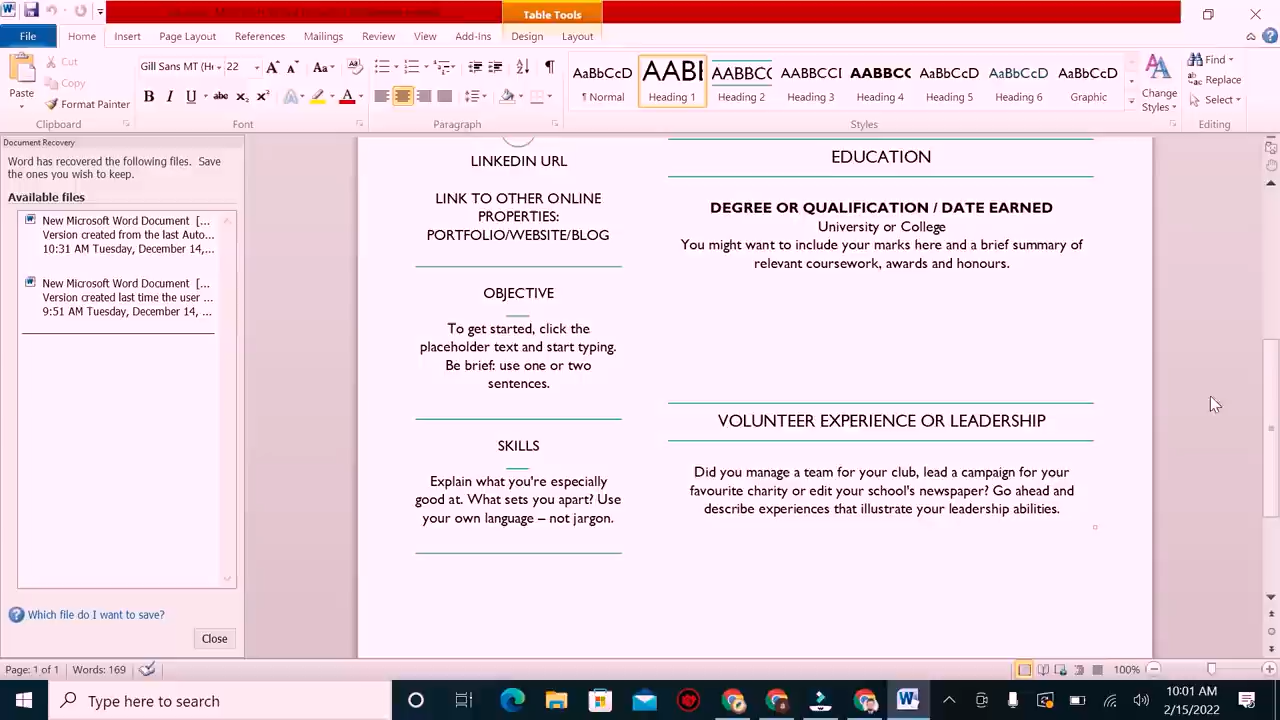 Table Tools
File
Home
Insert
Page Layout
References
Mailings
Review
View
Add-Ins
Design
Layout
Paste
Cut
Copy
Format Painter
Clipboard
Gill Sans MT (He
22
Font
Paragraph
AaBbCcD
¶ Normal
AABB
Heading 1
AABBCC
Heading 2
AABBCCI
Heading 3
AABBCC
Heading 4
AaBbCcD
Heading 5
AaBbCcD
Heading 6
AaBbCcD
Graphic
Change
Styles
Styles
Find
Replace
Select
Editing
Document Recovery
Word has recovered the following files. Save
the ones you wish to keep.
Available files
New Microsoft Word Document [...
Version created from the last Auto...
10:31 AM Tuesday, December 14,...
New Microsoft Word Document [...
Version created last time the user ...
9:51 AM Tuesday, December 14, ...
Which file do I want to save?
Close
LINKEDIN URL
LINK TO OTHER ONLINE
PROPERTIES:
PORTFOLIO/WEBSITE/BLOG
OBJECTIVE
To get started, click the
placeholder text and start typing.
Be brief: use one or two
sentences.
SKILLS
Explain what you're especially
good at. What sets you apart? Use
your own language – not jargon.
EDUCATION
DEGREE OR QUALIFICATION / DATE EARNED
University or College
You might want to include your marks here and a brief summary of
relevant coursework, awards and honours.
VOLUNTEER EXPERIENCE OR LEADERSHIP
Did you manage a team for your club, lead a campaign for your
favourite charity or edit your school's newspaper? Go ahead and
describe experiences that illustrate your leadership abilities.
Page: 1 of 1
Words: 169
100%
Type here to search
10:01 AM
2/15/2022